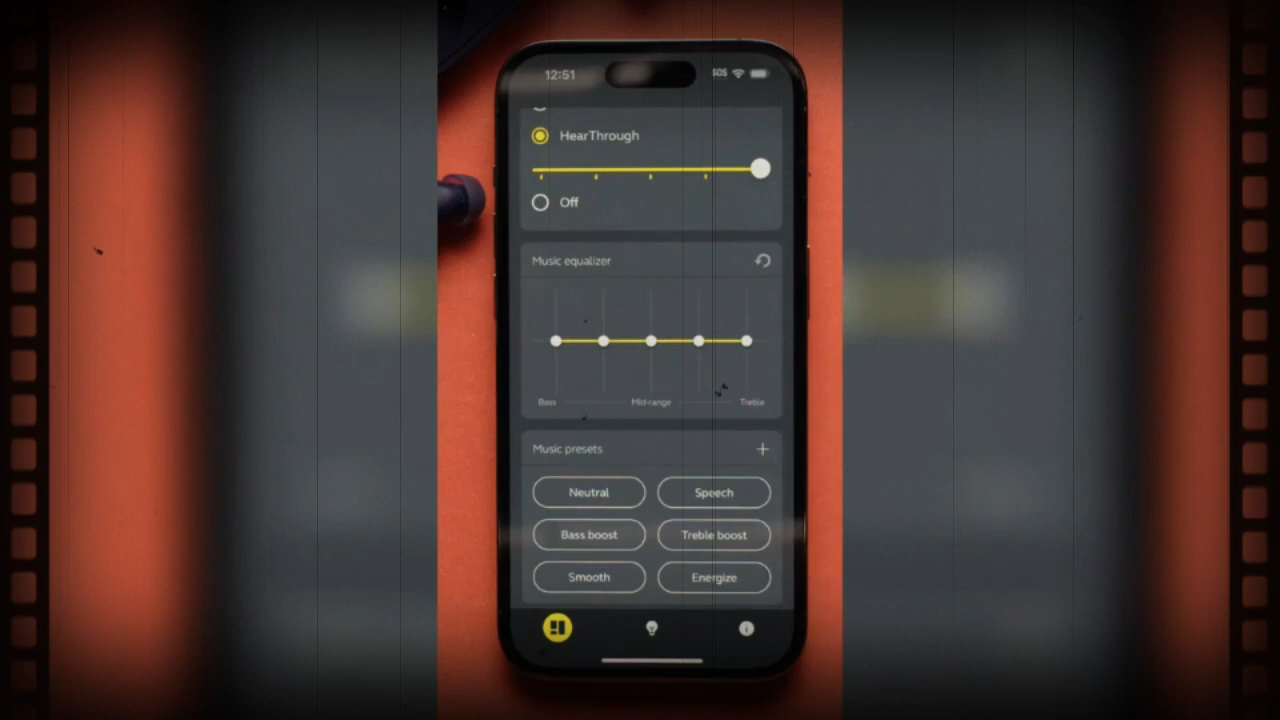 12:51 SOS
HearThrough
Off
Music equalizer
Bass Mid-range Treble
Music presets
Neutral Speech
Bass boost Treble boost
Smooth Energize